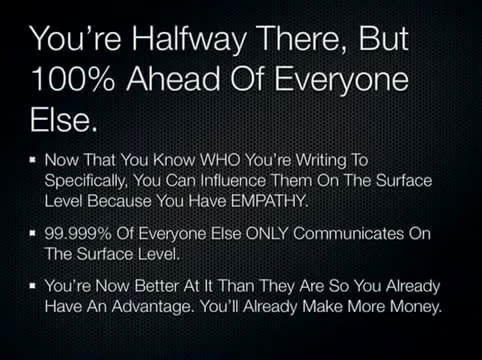 You're Halfway There, But
100% Ahead Of Everyone
Else.
Now That You Know WHO You're Writing To
Specifically, You Can Influence Them On The Surface
Level Because You Have EMPATHY.
99.999% Of Everyone Else ONLY Communicates On
The Surface Level.
You're Now Better At It Than They Are So You Already
Have An Advantage. You'll Already Make More Money.